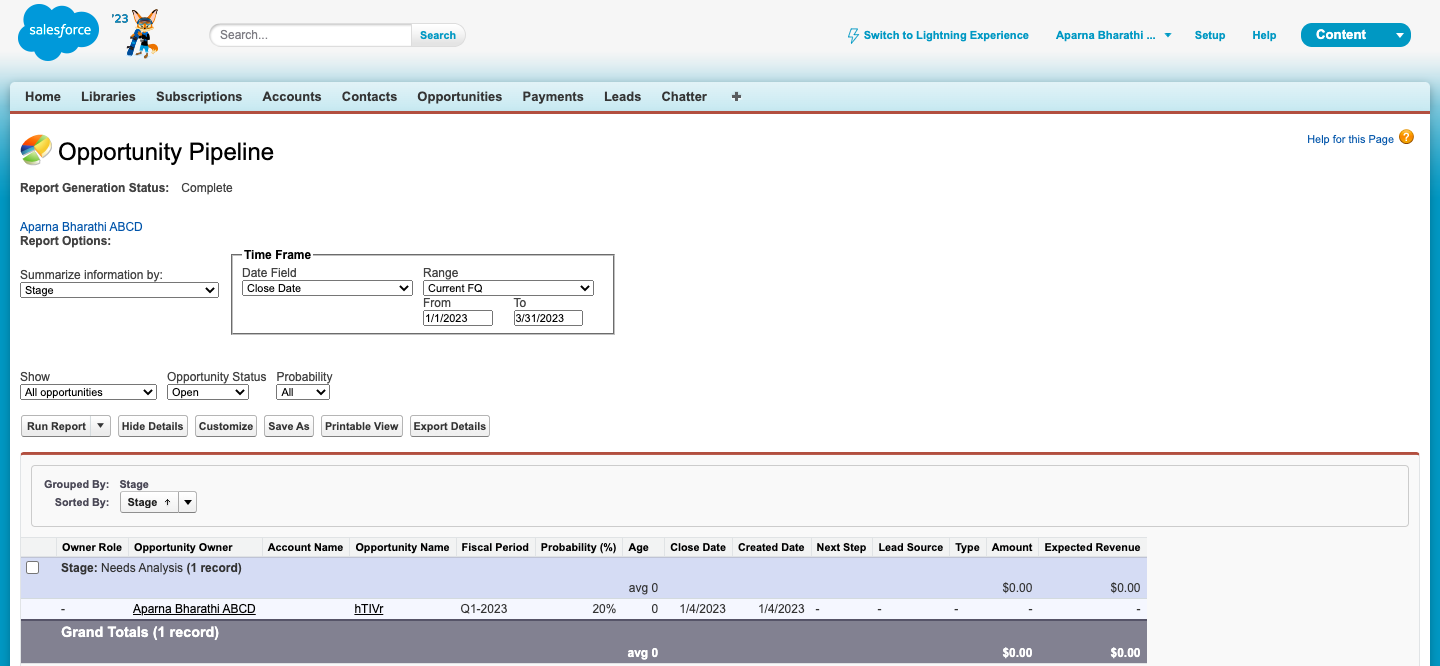 salesforce
'23
Search...
Search
Switch to Lightning Experience
Aparna Bharathi ...
Setup
Help
Content
Home Libraries Subscriptions Accounts Contacts Opportunities Payments Leads Chatter +
Opportunity Pipeline
Help for this Page ?
Report Generation Status: Complete
Aparna Bharathi ABCD
Report Options:
Time Frame
Summarize information by:
Stage
Date Field
Close Date
Range
Current FQ
From To
1/1/2023 3/31/2023
Show Opportunity Status Probability
All opportunities Open All
Run Report Hide Details Customize Save As Printable View Export Details
Grouped By: Stage
Sorted By: Stage ↑
Owner Role Opportunity Owner Account Name Opportunity Name Fiscal Period Probability (%) Age Close Date Created Date Next Step Lead Source Type Amount Expected Revenue
Stage: Needs Analysis (1 record)
avg 0 $0.00 $0.00
- Aparna Bharathi ABCD hTIVr Q1-2023 20% 0 1/4/2023 1/4/2023 - - - - -
Grand Totals (1 record)
avg 0 $0.00 $0.00